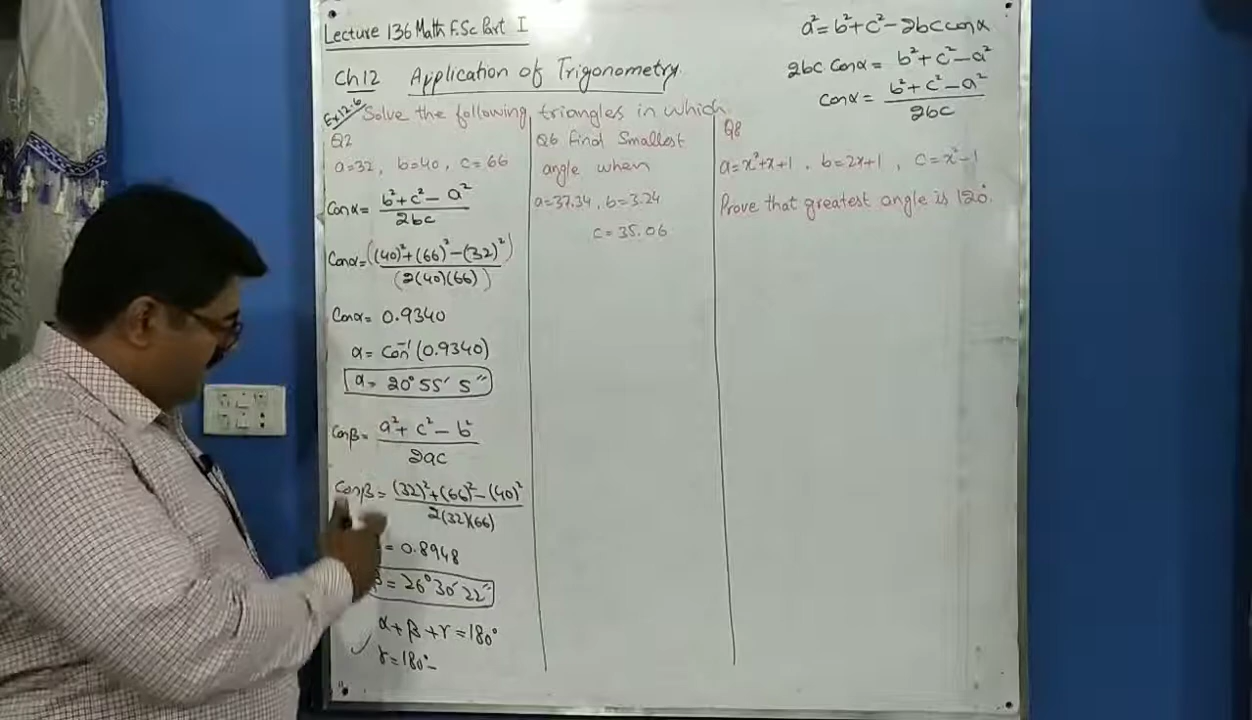 Lecture 136 Math F.Sc Part I
Ch12 Application of Trigonometry.
Ex12.6 Solve the following triangles in which.
Q2
a=32, b=40, c=66
Cosα= (b²+c²-a²)/2bc
Cosα= ((40)²+(66)²-(32)²)/(2(40)(66))
Cosα= 0.9340
α= Cos⁻¹(0.9340)
α= 20°55′5″
Cosβ= (a²+c²-b²)/2ac
Cosβ= ((32)²+(66)²-(40)²)/2(32)(66)
= 0.8948
β= 26°30′22″
α+β+γ=180°
γ=180°-
Q6 Find Smallest
angle when
a=37.34, b=3.24
c=35.06
a²=b²+c²-2bccosα
2bc Cosα= b²+c²-a²
Cosα= (b²+c²-a²)/2bc
Q8
a=x²+x+1, b=2x+1, c=x²-1
Prove that greatest angle is 120°.